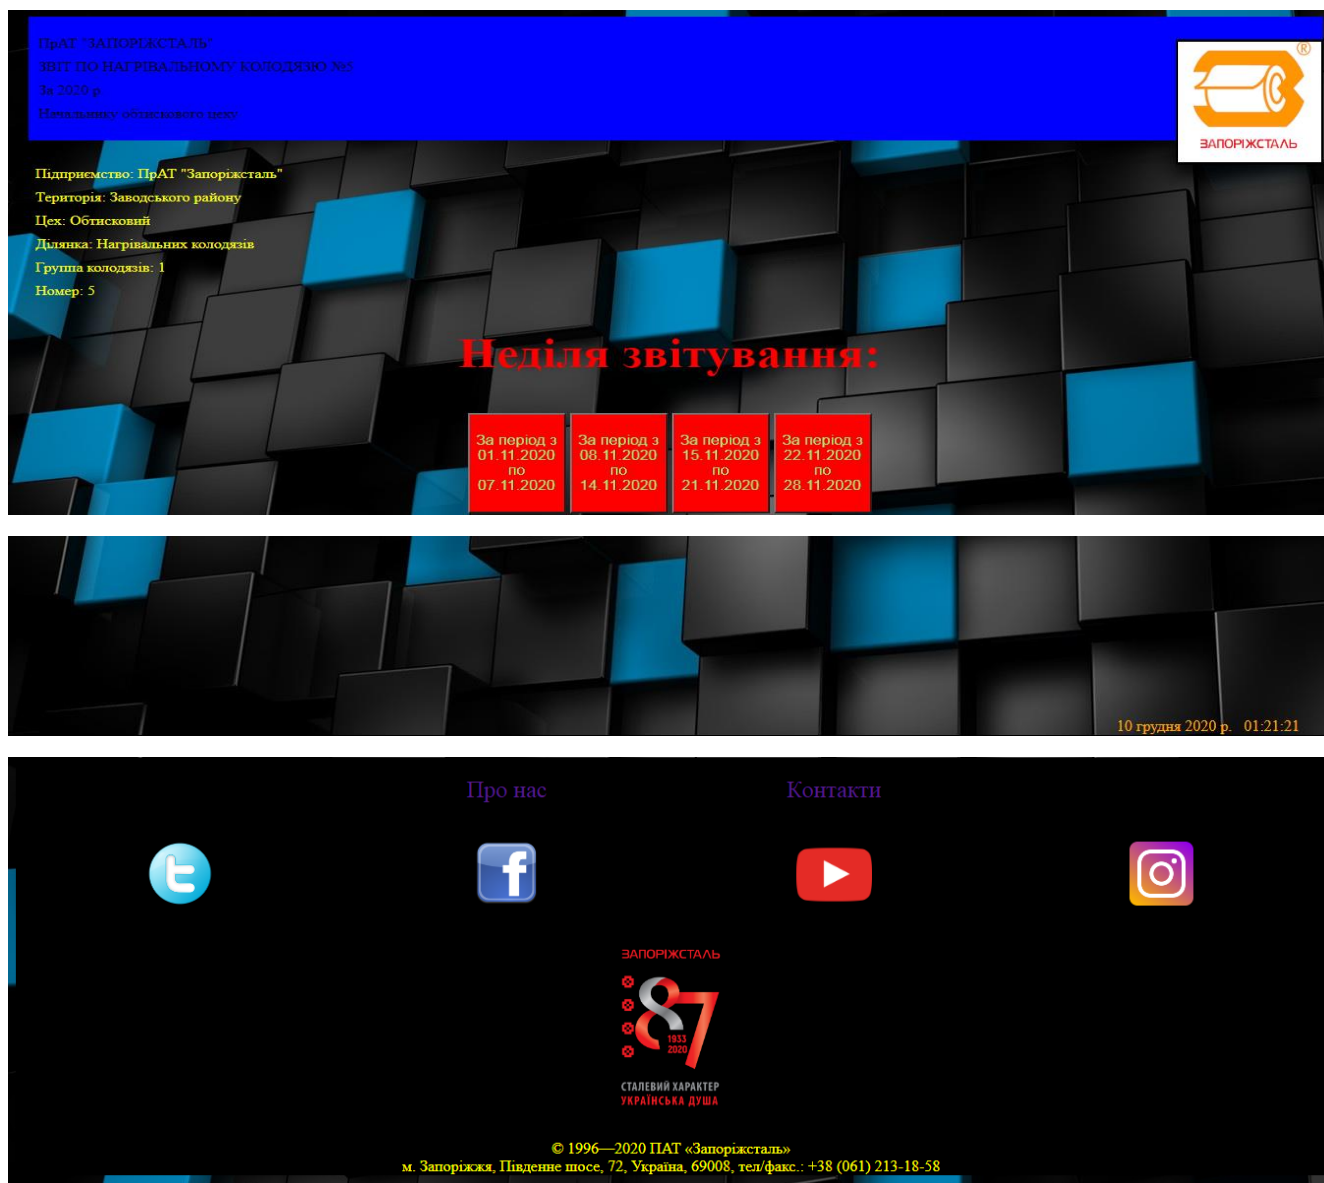 ПрАТ "ЗАПОРІЖСТАЛЬ"
ЗВІТ ПО НАГРІВАЛЬНОМУ КОЛОДЯЗЮ №5
За 2020 р.
Начальнику обтискового цеху
®
ЗАПОРІЖСТАЛЬ
Підприємство: ПрАТ "Запоріжсталь"
Територія: Заводського району
Цех: Обтисковий
Ділянка: Нагрівальних колодязів
Группа колодязів: 1
Номер: 5
Неділя звітування:
За період з 01.11.2020 по 07.11.2020
За період з 08.11.2020 по 14.11.2020
За період з 15.11.2020 по 21.11.2020
За період з 22.11.2020 по 28.11.2020
10 грудня 2020 р. 01:21:21
Про нас
Контакти
ЗАПОРІЖСТАЛЬ
87
1933
2020
СТАЛЕВИЙ ХАРАКТЕР
УКРАЇНСЬКА ДУША
© 1996—2020 ПАТ «Запоріжсталь»
м. Запоріжжя, Південне шосе, 72, Україна, 69008, тел/факс.: +38 (061) 213-18-58